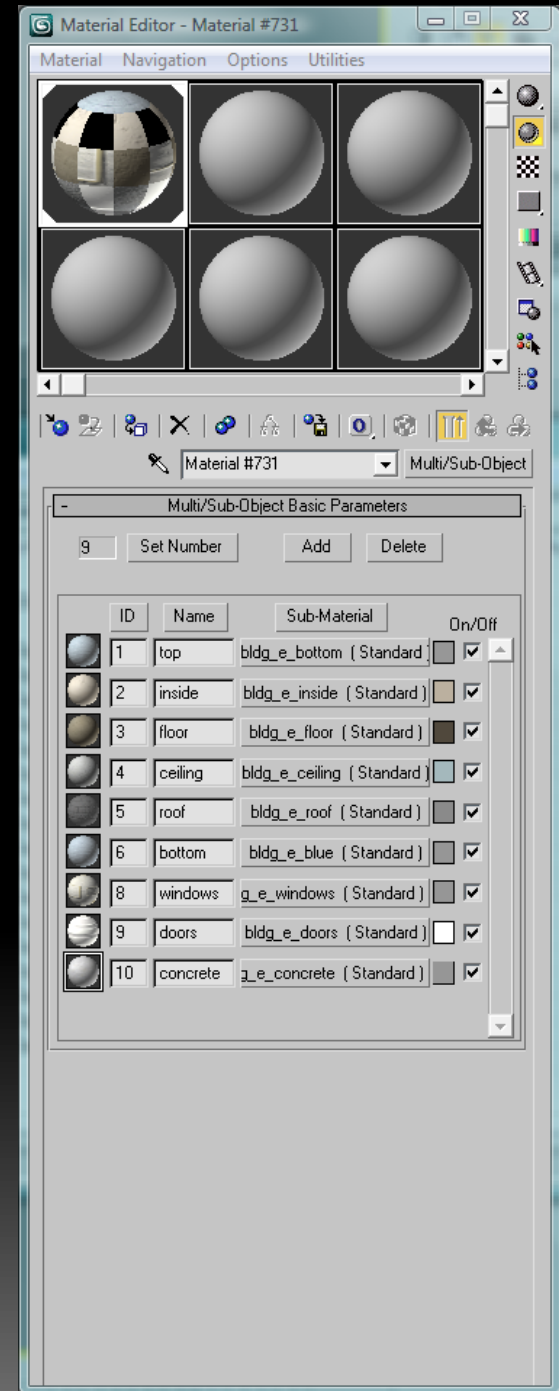 Material Editor - Material #731
Material Navigation Options Utilities
Material #731 Multi/Sub-Object
- Multi/Sub-Object Basic Parameters
9 Set Number Add Delete
ID Name Sub-Material On/Off
1 top bldg_e_bottom ( Standard )
2 inside bldg_e_inside ( Standard )
3 floor bldg_e_floor ( Standard )
4 ceiling bldg_e_ceiling ( Standard )
5 roof bldg_e_roof ( Standard )
6 bottom bldg_e_blue ( Standard )
8 windows g_e_windows ( Standard )
9 doors bldg_e_doors ( Standard )
10 concrete g_e_concrete ( Standard )